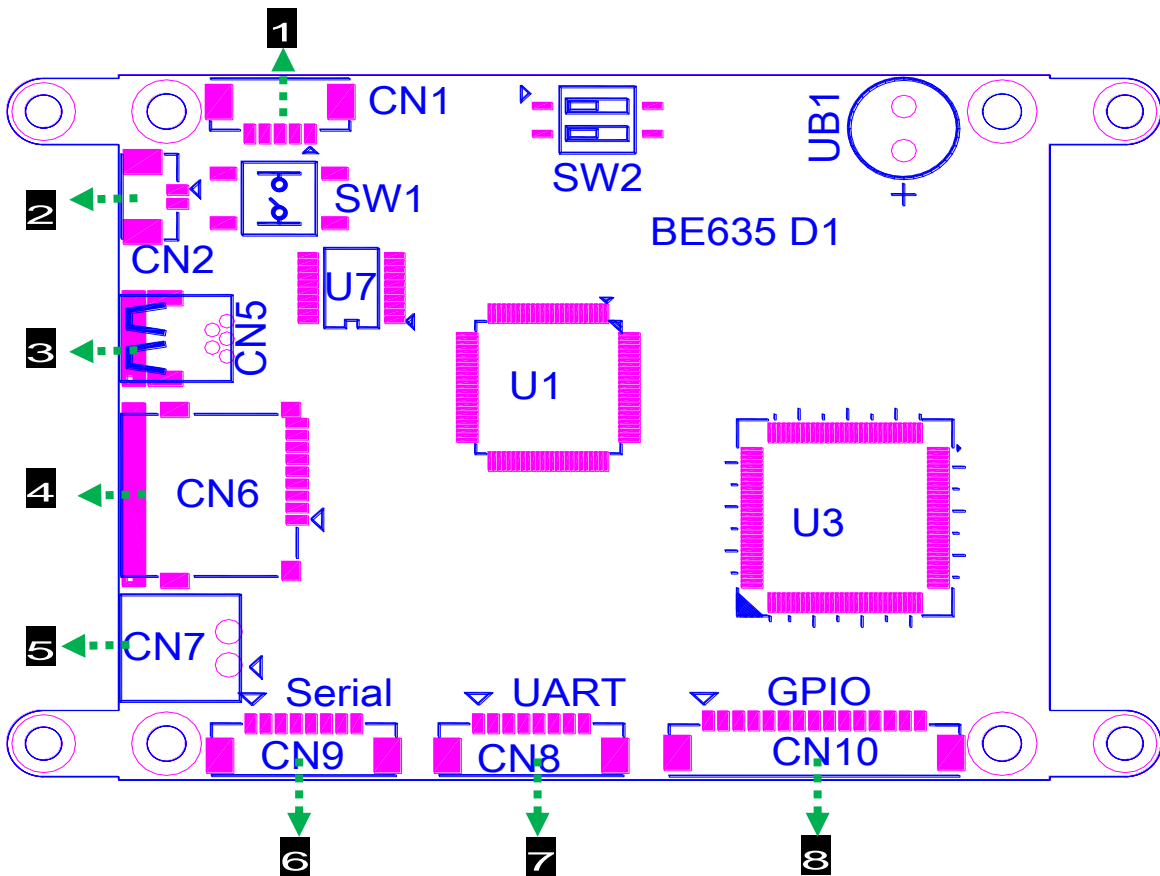 1
CN1
UB1
SW2
2
SW1
BE635 D1
CN2
U7
3
CN5
U1
4
CN6
U3
5
CN7
Serial
UART
GPIO
CN9
CN8
CN10
6
7
8